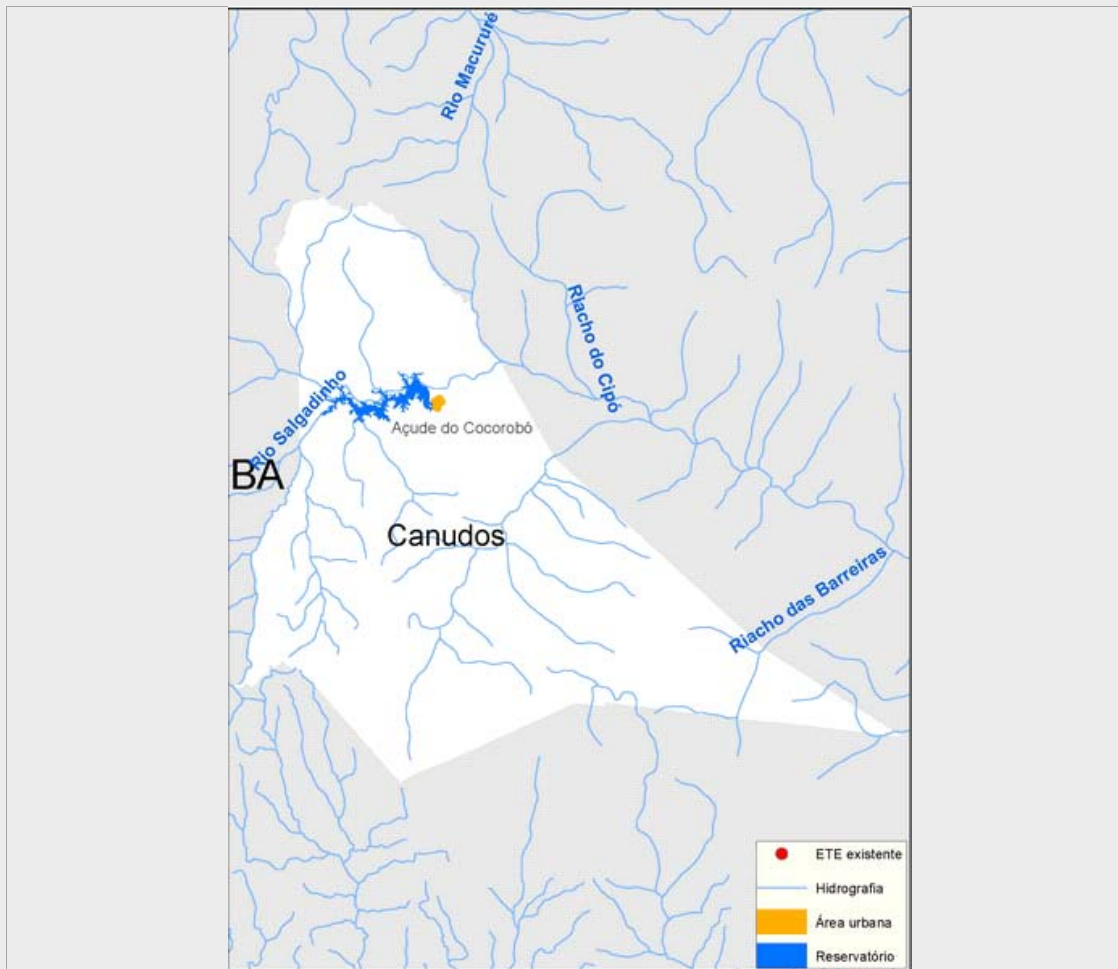 Rio Macururé
Riacho do Cipó
Rio Salgadinho
Açude do Cocorobó
BA
Canudos
Riacho das Barreiras
ETE existente
Hidrografia
Área urbana
Reservatório